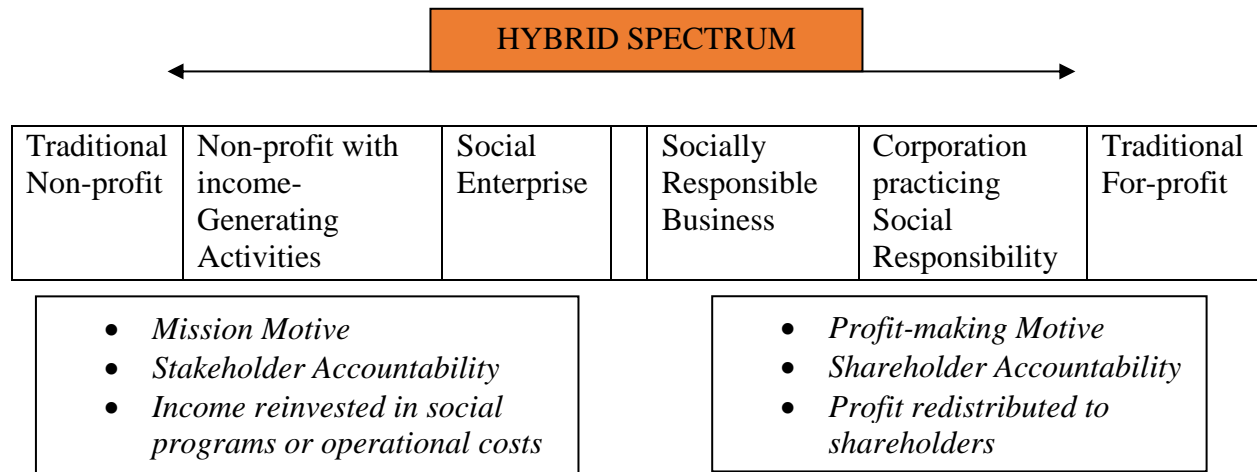 HYBRID SPECTRUM
Traditional
Non-profit
Non-profit with
income-
Generating
Activities
Social
Enterprise
Socially
Responsible
Business
Corporation
practicing
Social
Responsibility
Traditional
For-profit
• Mission Motive
• Stakeholder Accountability
• Income reinvested in social
programs or operational costs
• Profit-making Motive
• Shareholder Accountability
• Profit redistributed to
shareholders